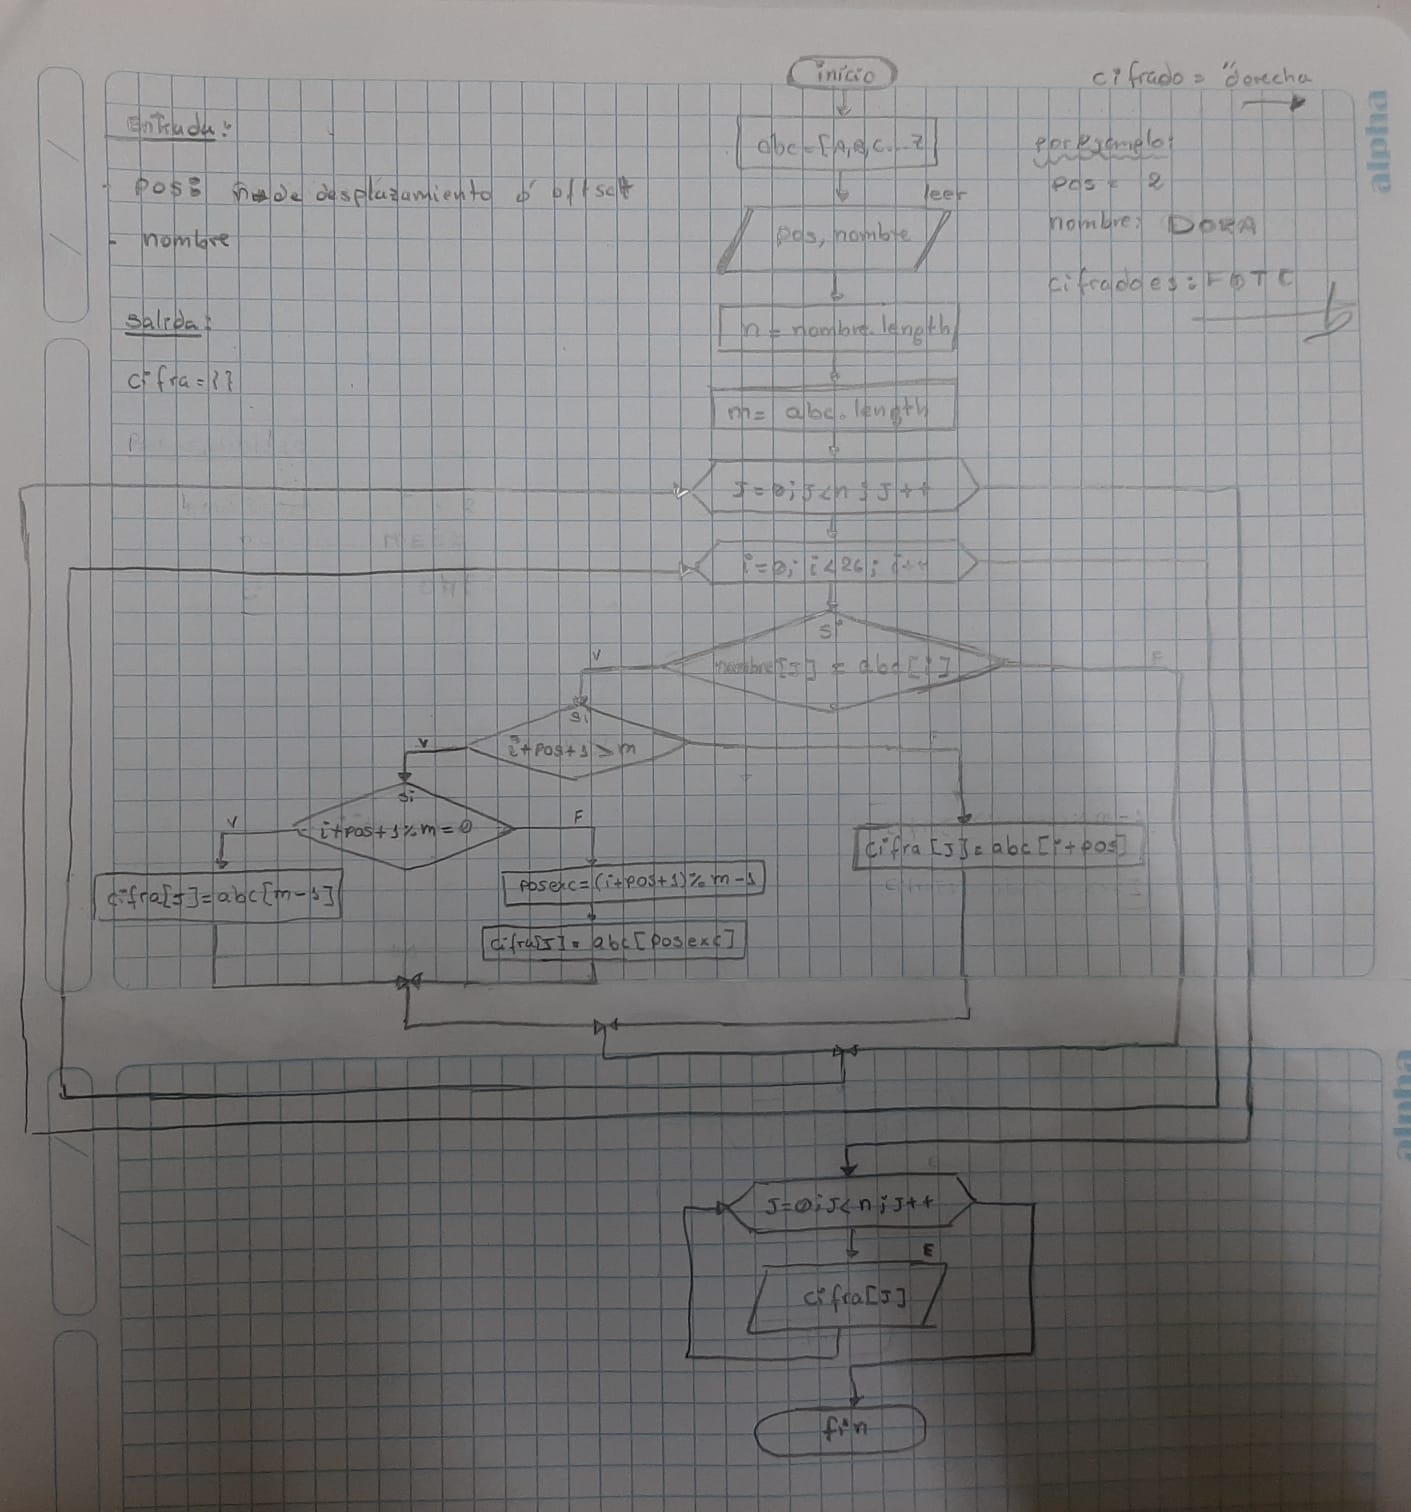 inicio
cifrado = "derecha
alpha
Entrada:
abc=[A,B,C...Z]
por ejemplo:
- pos: de desplazamiento o offset
leer
pos = 2
- nombre
pos, nombre
nombre: DORA
cifrado es: FQTC
salida:
n = nombre.length
cifra={}
m= abc.length
J=0; J<n; J++
i=0; i<26; i++
si
nombre[J] = abc[i]
V
F
si
i+pos+1 > m
V
F
si
i+pos+1%m=0
V
F
cifra[J]=abc[i+pos]
cifra[J]=abc[m-1]
posexc=(i+pos+1)%m-1
cifra[J]= abc[posexc]
alpha
J=0; J<n; J++
E
cifra[J]
fin